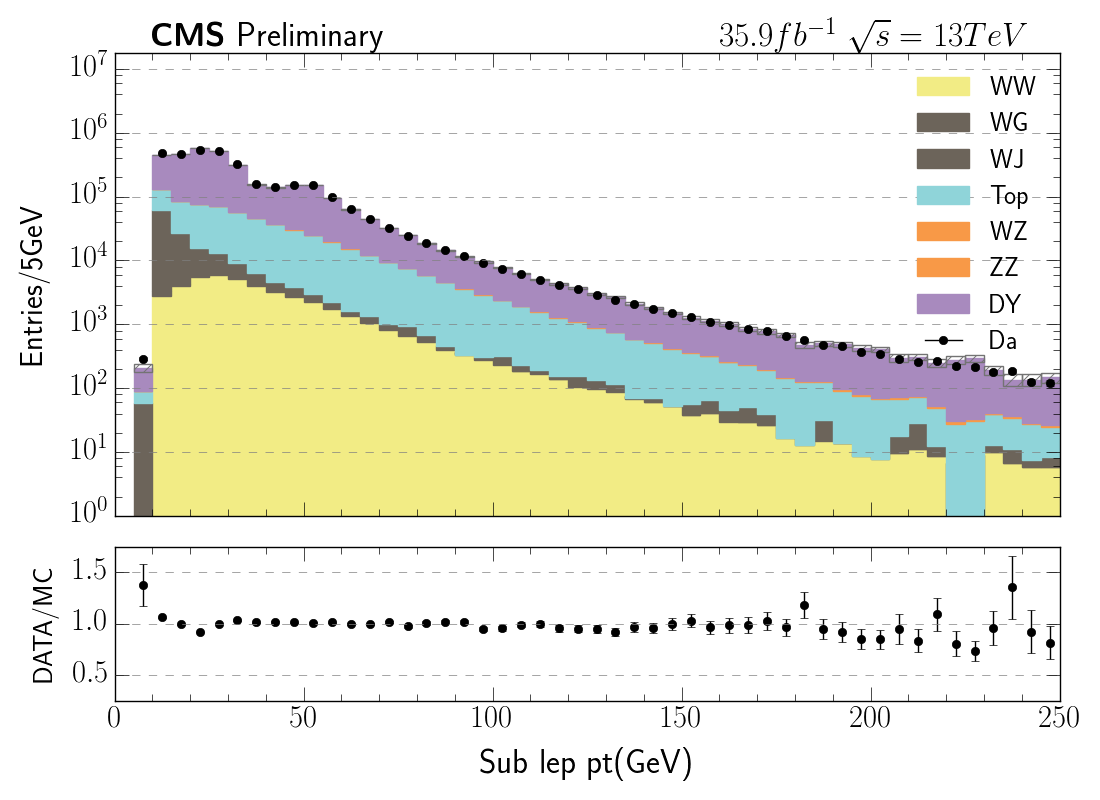 CMS Preliminary
35.9fb⁻¹ √s = 13TeV
Entries/5GeV
10⁷
10⁶
10⁵
10⁴
10³
10²
10¹
10⁰
WW
WG
WJ
Top
WZ
ZZ
DY
Da
DATA/MC
1.5
1.0
0.5
0 50 100 150 200 250
Sub lep pt(GeV)